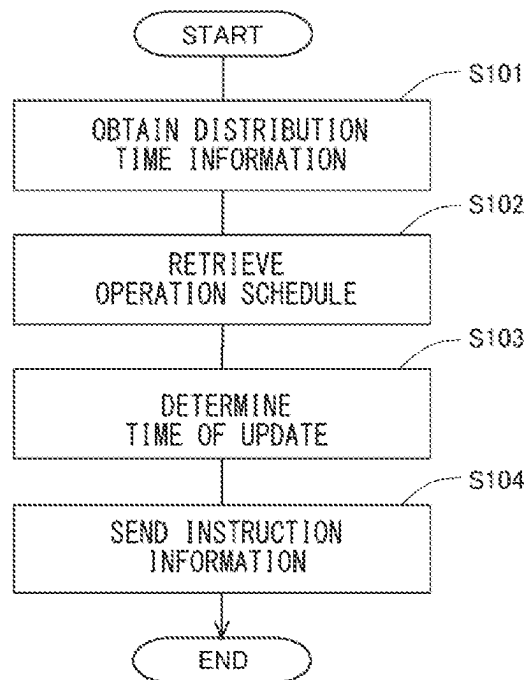 START
S101
OBTAIN DISTRIBUTION
TIME INFORMATION
S102
RETRIEVE
OPERATION SCHEDULE
S103
DETERMINE
TIME OF UPDATE
S104
SEND INSTRUCTION
INFORMATION
END